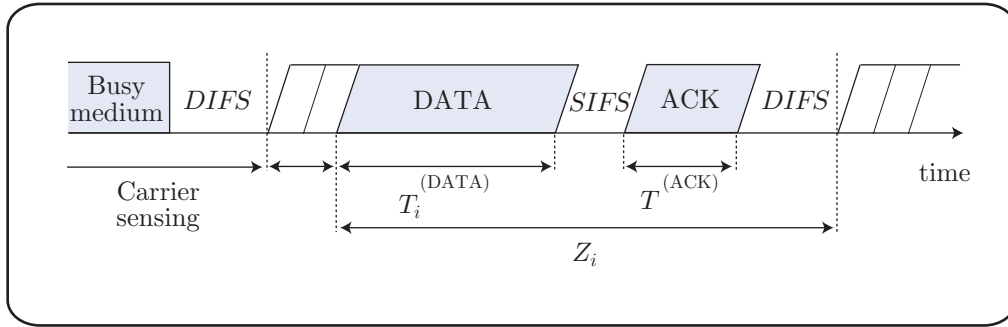 Busy
medium
DIFS
DATA
SIFS
ACK
DIFS
Carrier
sensing
T_i^(DATA)
T^(ACK)
time
Z_i